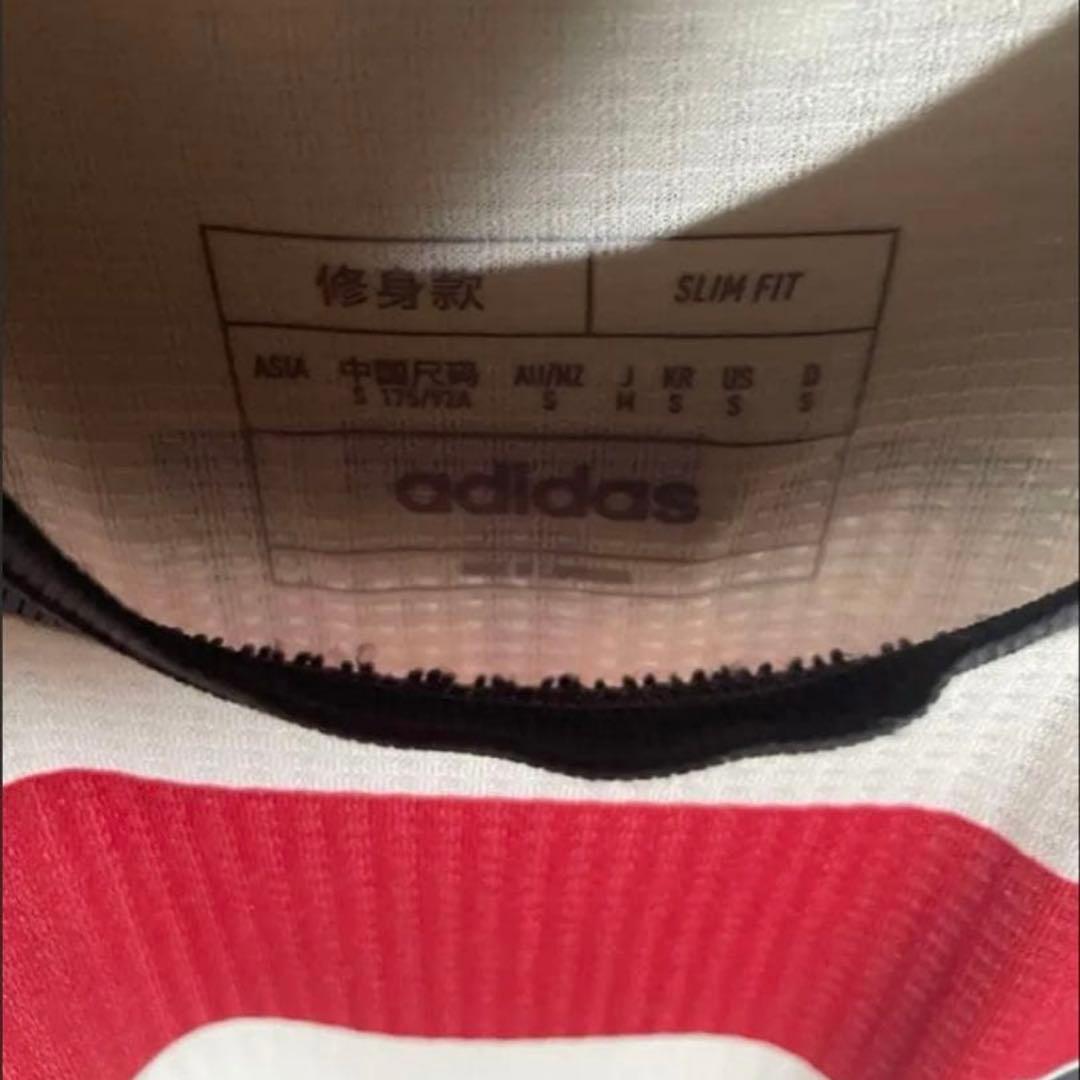 修身款 SLIM FIT
ASIA 中国尺码 AU/NZ J KR US D
S 175/92A S M S S S
adidas